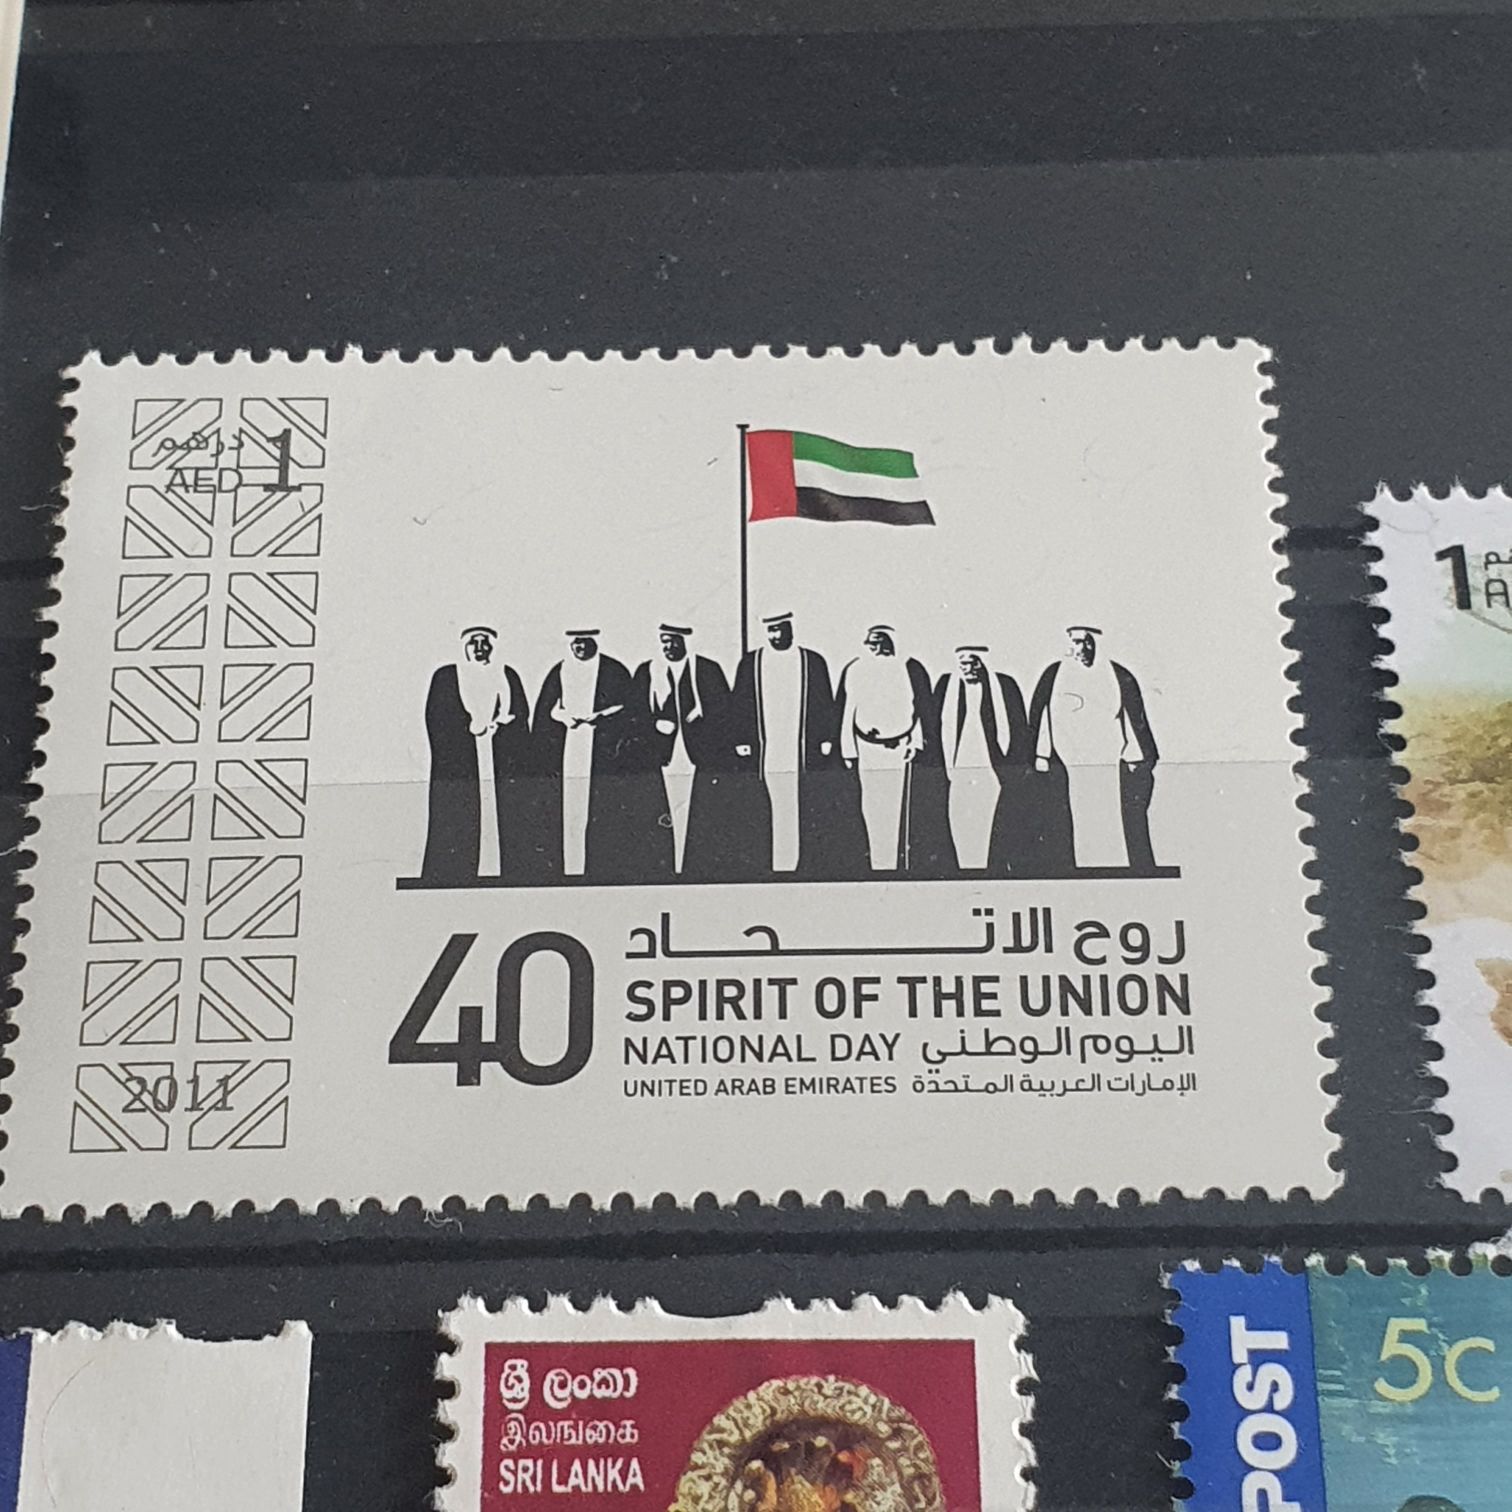 درهم 1
AED
40
روح الاتحاد
SPIRIT OF THE UNION
NATIONAL DAY اليوم الوطني
UNITED ARAB EMIRATES الإمارات العربية المتحدة
2011
1
ශ්‍රී ලංකා
இலங்கை
SRI LANKA
POST
5c